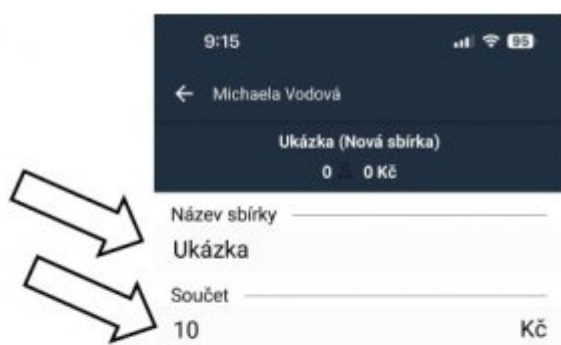 9:15 95
Michaela Vodová
Ukázka (Nová sbírka)
0 0 Kč
Název sbírky
Ukázka
Součet
10 Kč